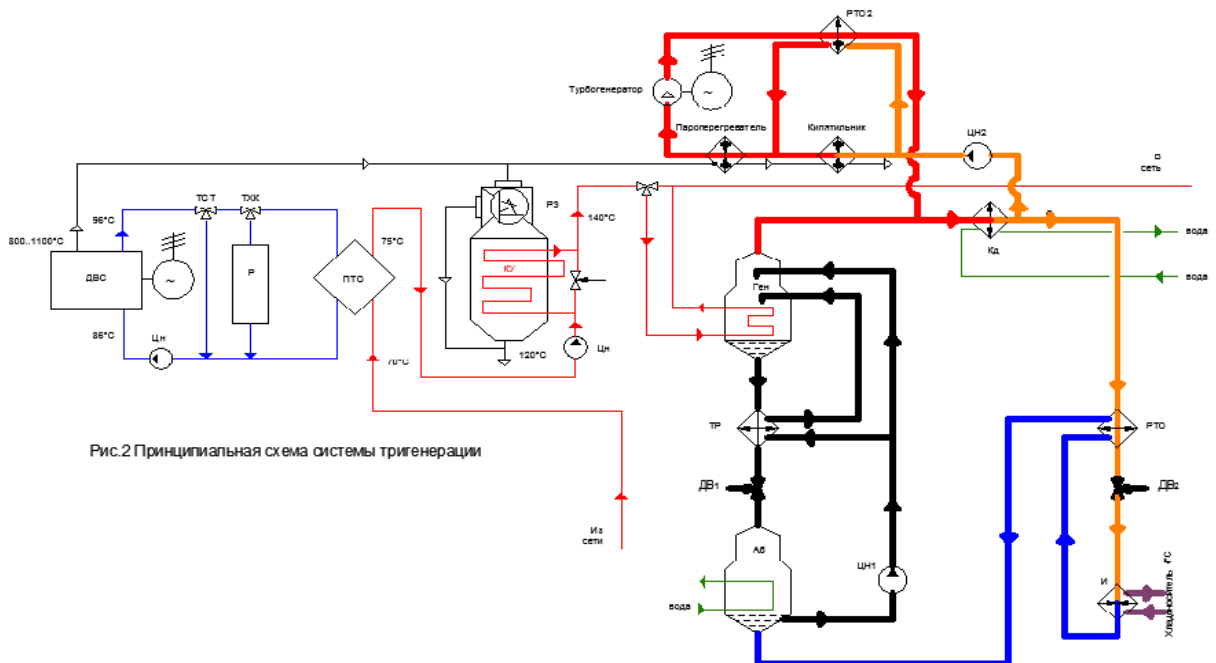 РТО2
Турбогенератор
~
Пароперегреватель
Кипятильник
ЦН2
в
сеть
ТСТ
ТХК
РЗ
96°С
140°С
800..1100°С
75°С
Кд
вода
ДВС
~
Р
ПТО
КУ
Ген
вода
86°С
Цн
120°С
Цн
70°С
ТР
РТО
Рис.2 Принципиальная схема системы тригенерации
ДВ1
ДВ2
Из
сети
Аб
ЦН1
И
вода
Хладоноситель